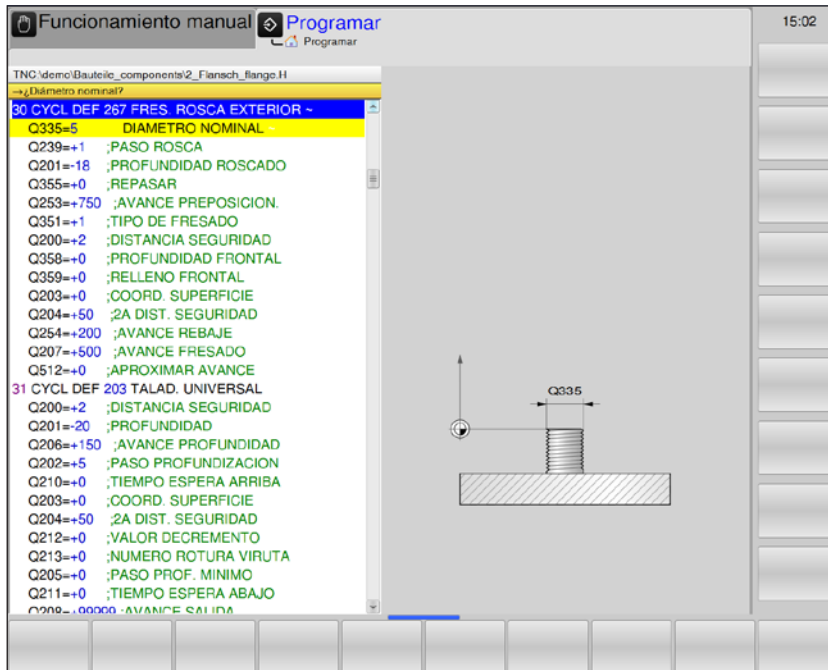 Funcionamiento manual
Programar
Programar
15:02
TNC:\demo\Bauteile_components\2_Flansch_flange.H
→¿Diámetro nominal?
30 CYCL DEF 267 FRES. ROSCA EXTERIOR ~
Q335=5 DIAMETRO NOMINAL ~
Q239=+1 ;PASO ROSCA
Q201=-18 ;PROFUNDIDAD ROSCADO
Q355=+0 ;REPASAR
Q253=+750 ;AVANCE PREPOSICION.
Q351=+1 ;TIPO DE FRESADO
Q200=+2 ;DISTANCIA SEGURIDAD
Q358=+0 ;PROFUNDIDAD FRONTAL
Q359=+0 ;RELLENO FRONTAL
Q203=+0 ;COORD. SUPERFICIE
Q204=+50 ;2A DIST. SEGURIDAD
Q254=+200 ;AVANCE REBAJE
Q207=+500 ;AVANCE FRESADO
Q512=+0 ;APROXIMAR AVANCE
31 CYCL DEF 203 TALAD. UNIVERSAL
Q200=+2 ;DISTANCIA SEGURIDAD
Q201=-20 ;PROFUNDIDAD
Q206=+150 ;AVANCE PROFUNDIDAD
Q202=+5 ;PASO PROFUNDIZACION
Q210=+0 ;TIEMPO ESPERA ARRIBA
Q203=+0 ;COORD. SUPERFICIE
Q204=+50 ;2A DIST. SEGURIDAD
Q212=+0 ;VALOR DECREMENTO
Q213=+0 ;NUMERO ROTURA VIRUTA
Q205=+0 ;PASO PROF. MINIMO
Q211=+0 ;TIEMPO ESPERA ABAJO
Q208=+99999 ;AVANCE SALIDA
Q335